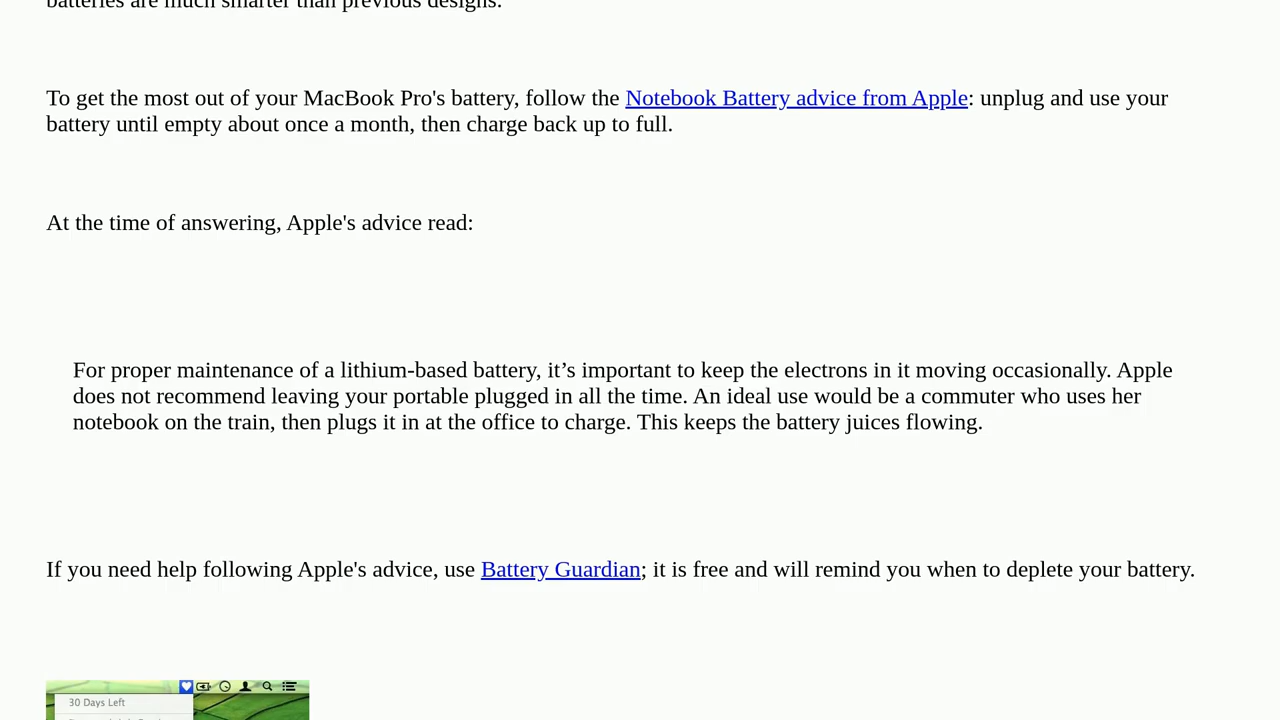 batteries are much smarter than previous designs.
To get the most out of your MacBook Pro's battery, follow the Notebook Battery advice from Apple: unplug and use your
battery until empty about once a month, then charge back up to full.
At the time of answering, Apple's advice read:
For proper maintenance of a lithium-based battery, it’s important to keep the electrons in it moving occasionally. Apple
does not recommend leaving your portable plugged in all the time. An ideal use would be a commuter who uses her
notebook on the train, then plugs it in at the office to charge. This keeps the battery juices flowing.
If you need help following Apple's advice, use Battery Guardian; it is free and will remind you when to deplete your battery.
30 Days Left